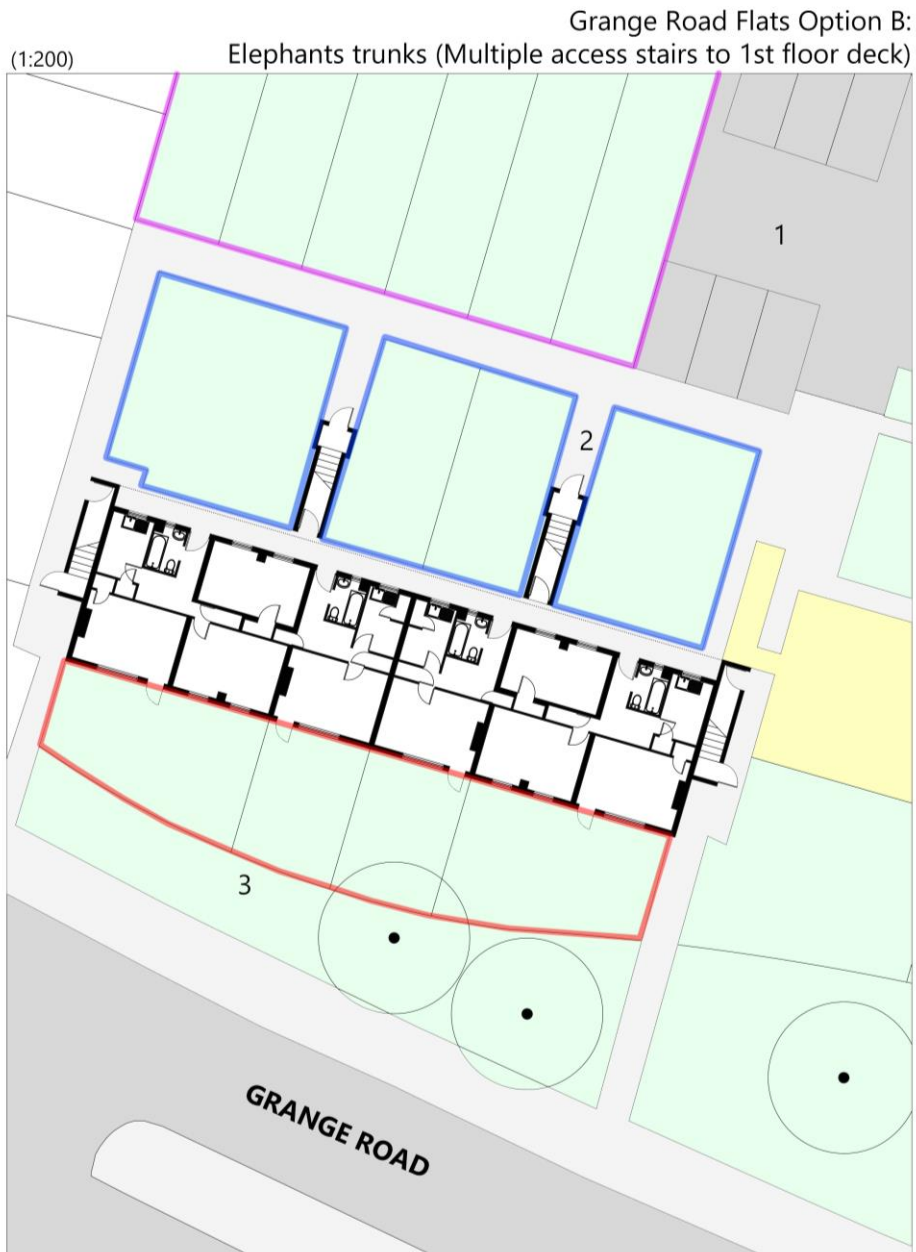 Grange Road Flats Option B:
(1:200)
Elephants trunks (Multiple access stairs to 1st floor deck)
1
2
3
GRANGE ROAD